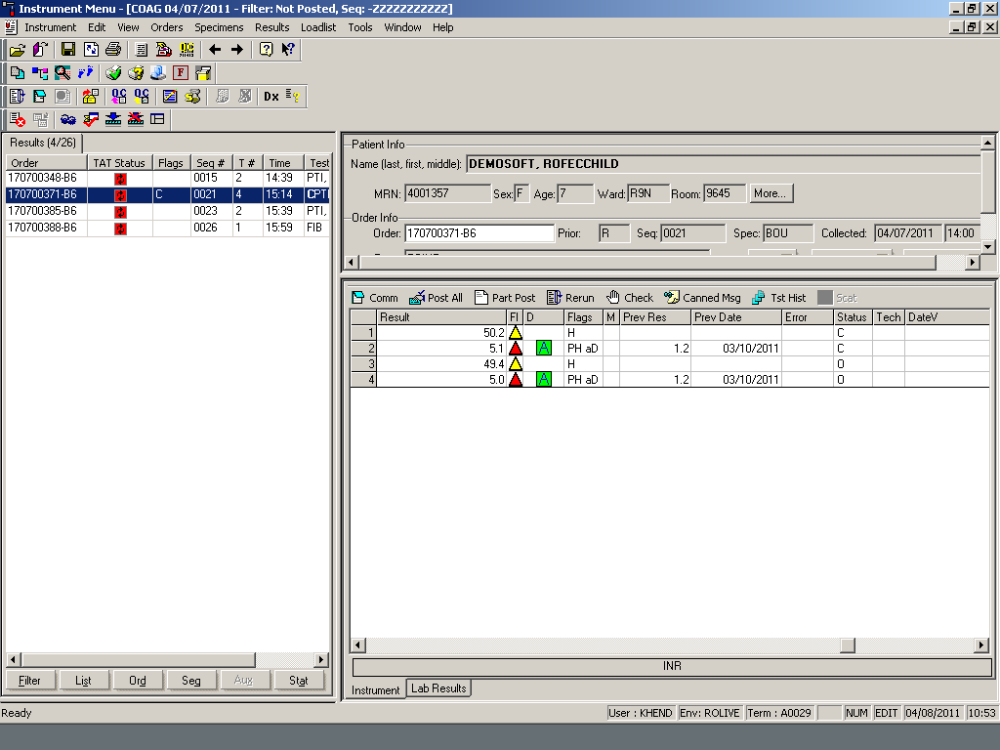 Instrument Menu - [COAG 04/07/2011 - Filter: Not Posted, Seq: -ZZZZZZZZZZZ]
Instrument Edit View Orders Specimens Results Loadlist Tools Window Help
F
QC QC Dx
Results (4/26)
Order TAT Status Flags Seq # T # Time Test
170700348-B6 0015 2 14:39 PTI,
170700371-B6 C 0021 4 15:14 CPTI
170700385-B6 0023 2 15:39 PTI,
170700388-B6 0026 1 15:59 FIB
Filter List Ord Seg Aux Stat
Patient Info
Name (last, first, middle): DEMOSOFT, ROFECCHILD
MRN: 4001357 Sex: F Age: 7 Ward: R9N Room: 9645 More...
Order Info
Order: 170700371-B6 Prior: R Seq: 0021 Spec: BOU Collected: 04/07/2011 14:00
Comm Post All Part Post Rerun Check Canned Msg Tst Hist Scat
Result Fl D Flags M Prev Res Prev Date Error Status Tech DateV
1 50.2 H C
2 5.1 A PH aD 1.2 03/10/2011 C
3 49.4 H O
4 5.0 A PH aD 1.2 03/10/2011 O
INR
Instrument Lab Results
Ready User : KHEND Env: ROLIVE Term : A0029 NUM EDIT 04/08/2011 10:53